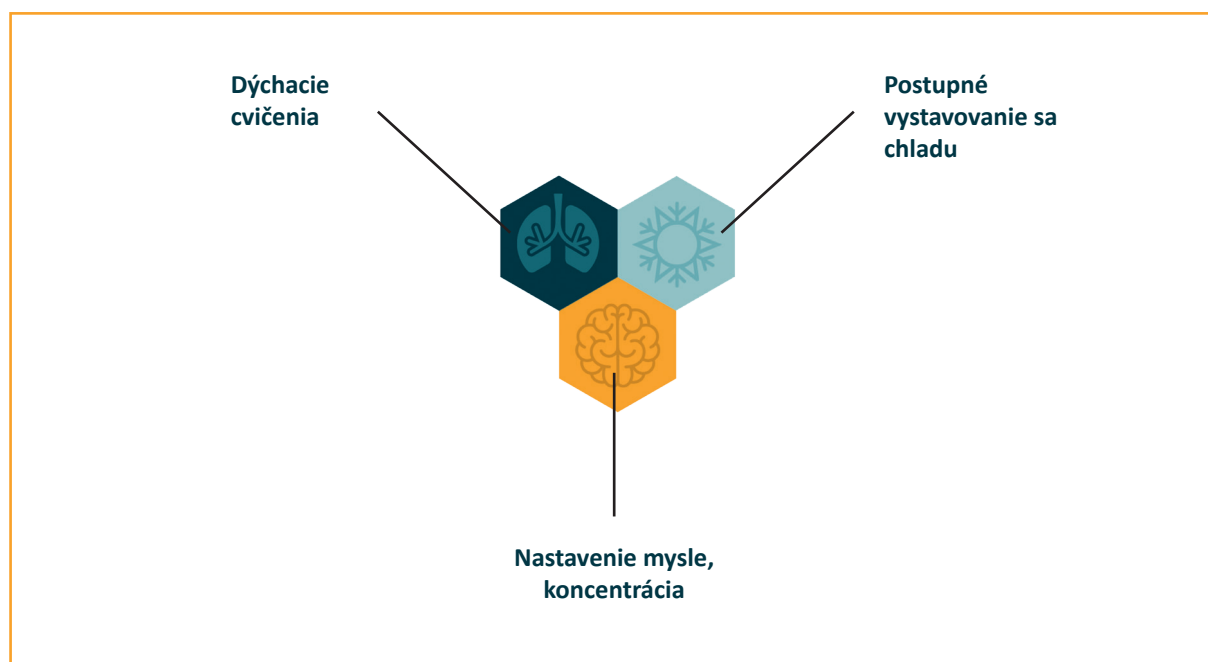 Dýchacie
cvičenia
Postupné
vystavovanie sa
chladu
Nastavenie mysle,
koncentrácia